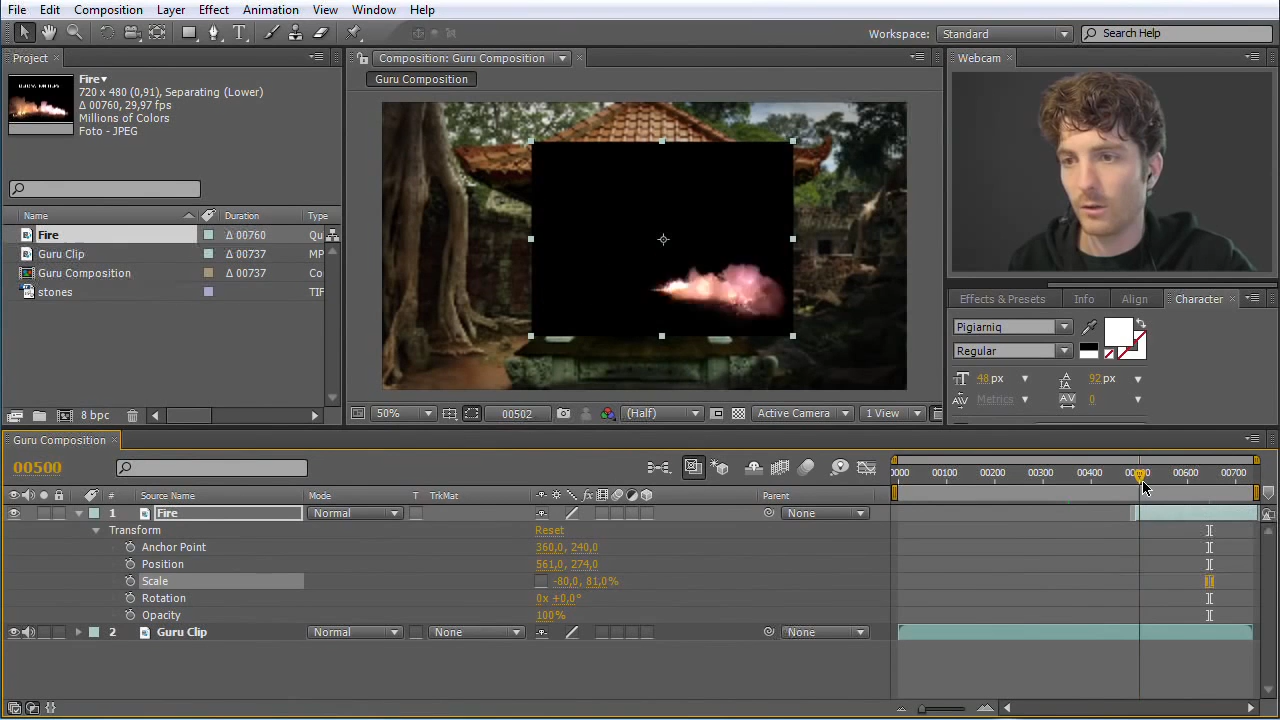 File Edit Composition Layer Effect Animation View Window Help
Workspace: Standard Search Help
Project
Composition: Guru Composition
Webcam
Fire▾
720 x 480 (0,91), Separating (Lower)
Δ 00760, 29,97 fps
Millions of Colors
Foto - JPEG
Guru Composition
Name Duration Type
Fire Δ 00760 Qu
Guru Clip Δ 00737 MP
Guru Composition Δ 00737 Co
stones TIF
Effects & Presets Info Align Character
Pigiarniq
Regular
48 px 92 px
Metrics 0
8 bpc
50% 00502 (Half) Active Camera 1 View
Guru Composition
00500
0000 00100 00200 00300 00400 00600 00700
# Source Name Mode T TrkMat Parent
1 Fire Normal None
Transform Reset
Anchor Point 360,0, 240,0
Position 561,0, 274,0
Scale -80,0, 81,0%
Rotation 0x +0,0°
Opacity 100%
2 Guru Clip Normal None None